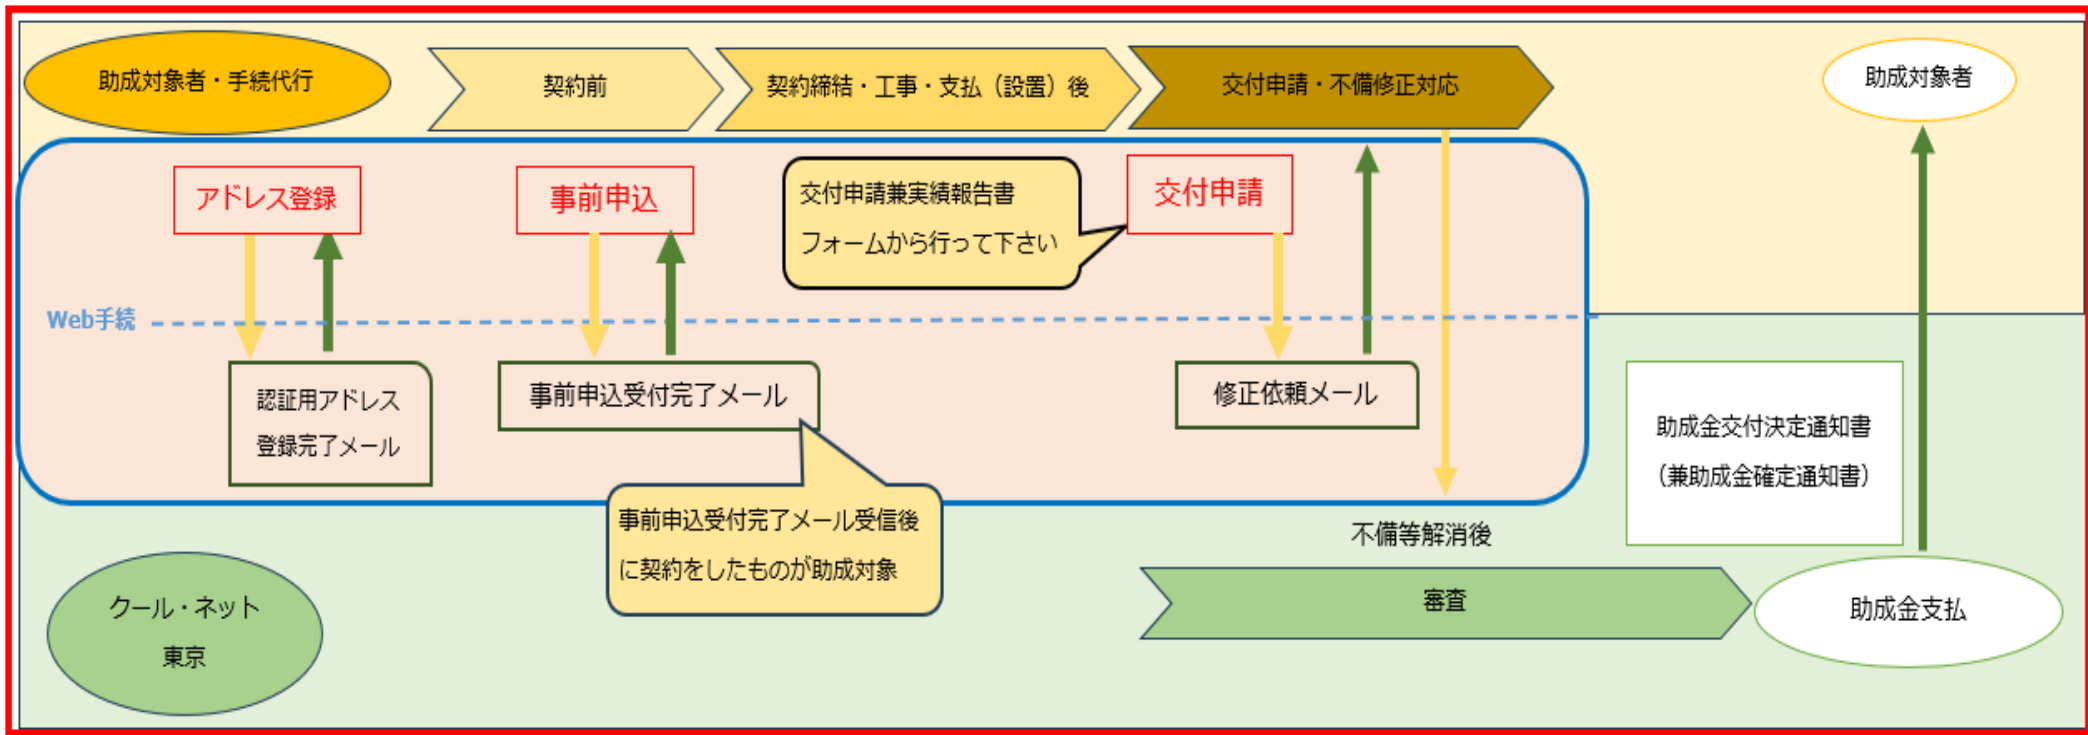 助成対象者・手続代行
契約前
契約締結・工事・支払（設置）後
交付申請・不備修正対応
助成対象者
アドレス登録
事前申込
交付申請兼実績報告書
フォームから行って下さい
交付申請
Web手続
認証用アドレス
登録完了メール
事前申込受付完了メール
修正依頼メール
助成金交付決定通知書
（兼助成金確定通知書）
事前申込受付完了メール受信後
に契約をしたものが助成対象
不備等解消後
クール・ネット
東京
審査
助成金支払